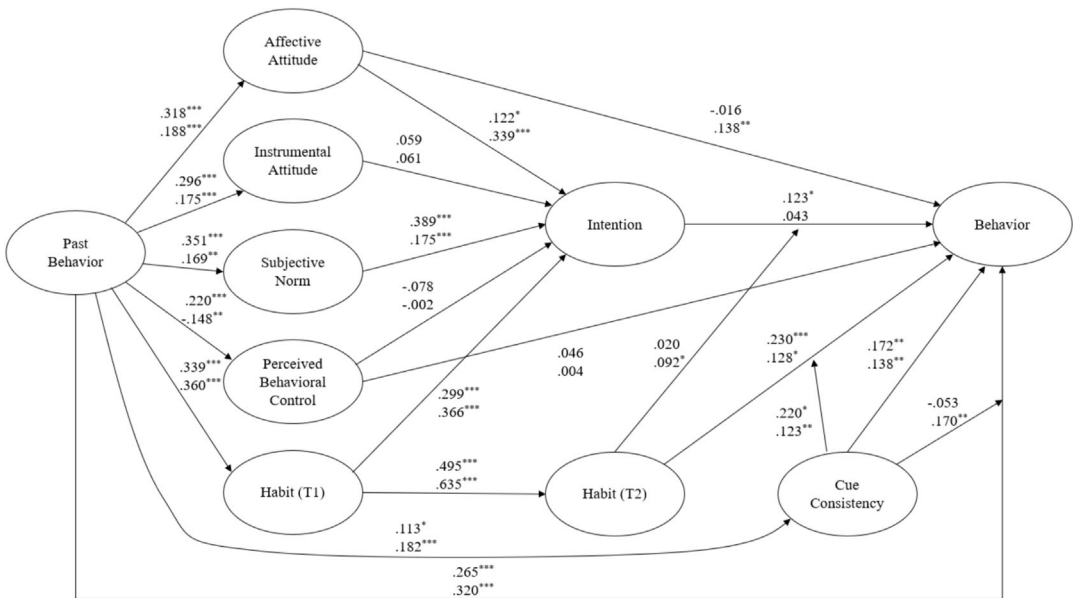 Affective
Attitude
.318***
.188***
-.016
.138**
.122*
.339***
Instrumental
Attitude
.059
.061
.296***
.175***
Past
Behavior
.351***
.169**
Subjective
Norm
.389***
.175***
Intention
.123*
.043
Behavior
.220***
-.148**
-.078
-.002
Perceived
Behavioral
Control
.339***
.360***
.046
.004
.020
.092*
.230***
.128*
.172**
.138**
.299***
.366***
.220*
.123**
-.053
.170**
Habit (T1)
.495***
.635***
Habit (T2)
Cue
Consistency
.113*
.182***
.265***
.320***